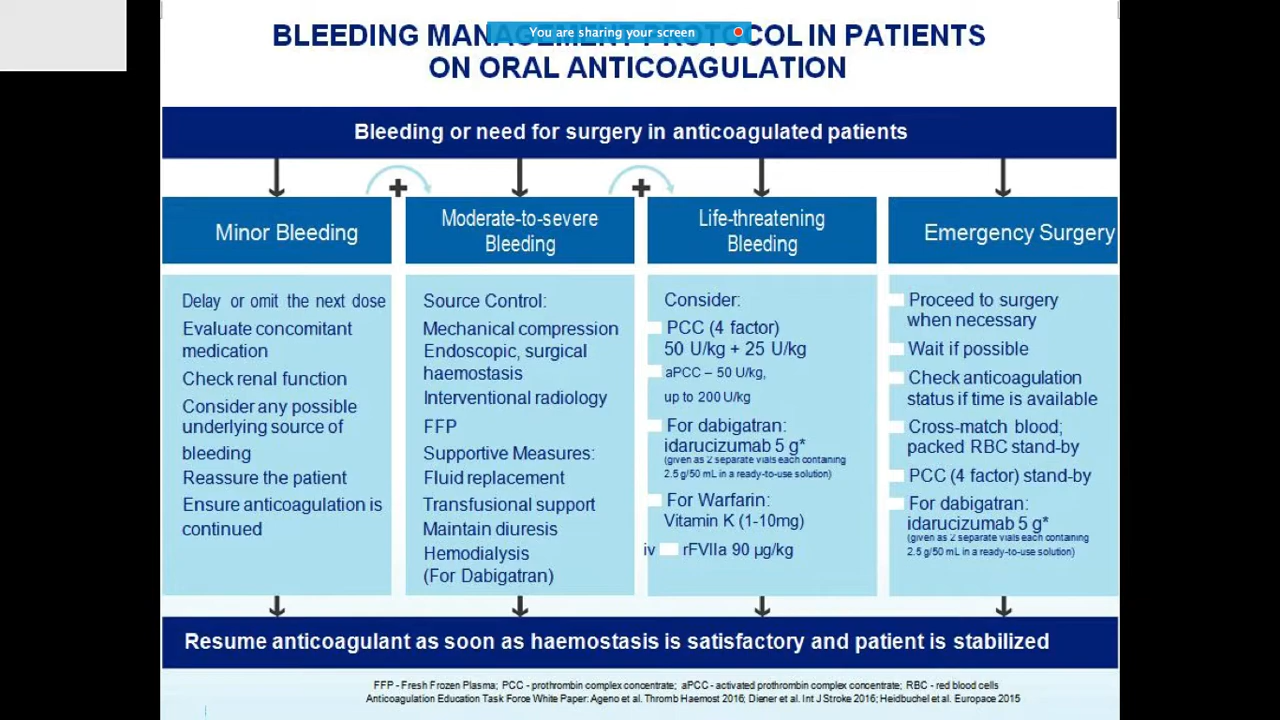 You are sharing your screen
BLEEDING MANAGEMENT PROTOCOL IN PATIENTS
ON ORAL ANTICOAGULATION
Bleeding or need for surgery in anticoagulated patients
+
+
Minor Bleeding
Delay or omit the next dose
Evaluate concomitant
medication
Check renal function
Consider any possible
underlying source of
bleeding
Reassure the patient
Ensure anticoagulation is
continued
Moderate-to-severe
Bleeding
Source Control:
Mechanical compression
Endoscopic, surgical
haemostasis
Interventional radiology
FFP
Supportive Measures:
Fluid replacement
Transfusional support
Maintain diuresis
Hemodialysis
(For Dabigatran)
Life-threatening
Bleeding
Consider:
PCC (4 factor)
50 U/kg + 25 U/kg
aPCC – 50 U/kg,
up to 200 U/kg
For dabigatran:
idarucizumab 5 g*
(given as 2 separate vials each containing
2.5 g/50 mL in a ready-to-use solution)
For Warfarin:
Vitamin K (1-10mg)
iv rFVIIa 90 µg/kg
Emergency Surgery
Proceed to surgery
when necessary
Wait if possible
Check anticoagulation
status if time is available
Cross-match blood;
packed RBC stand-by
PCC (4 factor) stand-by
For dabigatran:
idarucizumab 5 g*
(given as 2 separate vials each containing
2.5 g/50 mL in a ready-to-use solution)
Resume anticoagulant as soon as haemostasis is satisfactory and patient is stabilized
FFP - Fresh Frozen Plasma; PCC - prothrombin complex concentrate; aPCC - activated prothrombin complex concentrate; RBC - red blood cells
Anticoagulation Education Task Force White Paper: Ageno et al. Thromb Haemost 2016; Diener et al. Int J Stroke 2016; Heidbuchel et al. Europace 2015